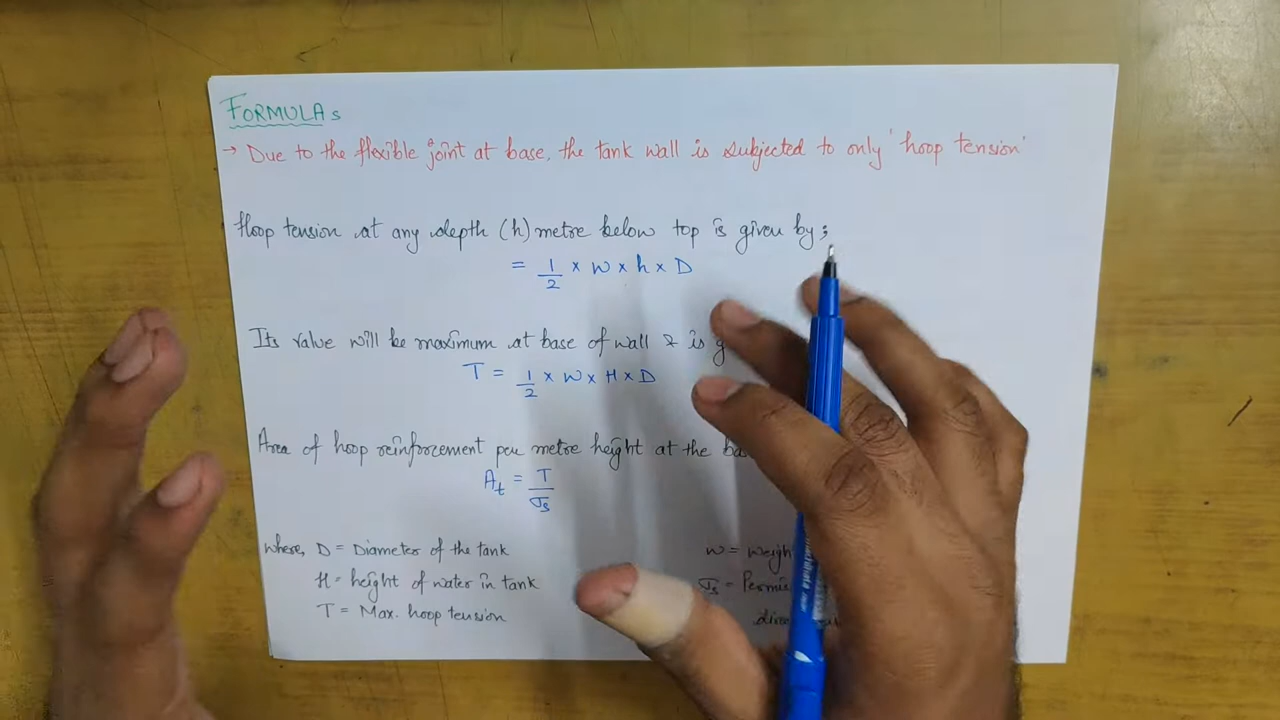 FORMULAs
→ Due to the flexible joint at base, the tank wall is subjected to only 'hoop tension'
Hoop tension at any depth (h) metre below top is given by;
= 1/2 × w × h × D
Its value will be maximum at base of wall & is
T = 1/2 × w × H × D
Area of hoop reinforcement per metre height at the
A_t = T/σ_s
where, D = Diameter of the tank
w =
H = height of water in tank
σ_s =
T = Max. hoop tension